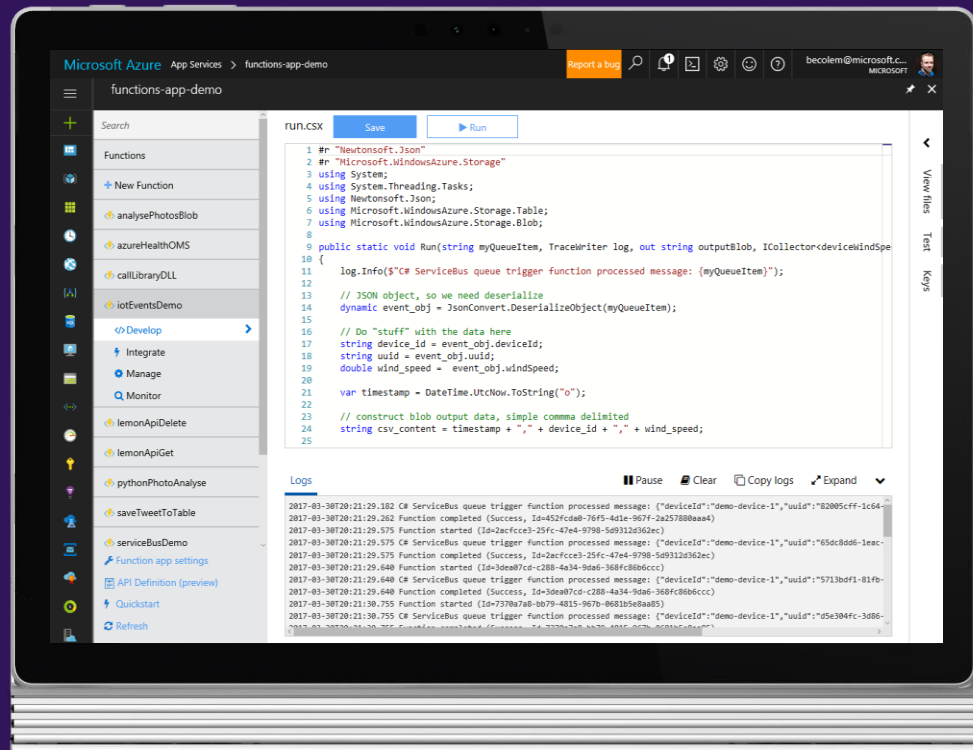 Microsoft Azure App Services > functions-app-demo
Report a bug
1
becolem@microsoft.c...
MICROSOFT
functions-app-demo
Search
Functions
+ New Function
analysePhotosBlob
azureHealthOMS
callLibraryDLL
iotEventsDemo
</> Develop
Integrate
Manage
Monitor
lemonApiDelete
lemonApiGet
pythonPhotoAnalyse
saveTweetToTable
serviceBusDemo
Function app settings
API Definition (preview)
Quickstart
Refresh
run.csx Save Run
1 #r "Newtonsoft.Json"
2 #r "Microsoft.WindowsAzure.Storage"
3 using System;
4 using System.Threading.Tasks;
5 using Newtonsoft.Json;
6 using Microsoft.WindowsAzure.Storage.Table;
7 using Microsoft.WindowsAzure.Storage.Blob;
8
9 public static void Run(string myQueueItem, TraceWriter log, out string outputBlob, ICollector<deviceWindSpe
10 {
11 log.Info($"C# ServiceBus queue trigger function processed message: {myQueueItem}");
12
13 // JSON object, so we need deserialize
14 dynamic event_obj = JsonConvert.DeserializeObject(myQueueItem);
15
16 // Do "stuff" with the data here
17 string device_id = event_obj.deviceId;
18 string uuid = event_obj.uuid;
19 double wind_speed = event_obj.windSpeed;
20
21 var timestamp = DateTime.UtcNow.ToString("o");
22
23 // construct blob output data, simple commma delimited
24 string csv_content = timestamp + "," + device_id + "," + wind_speed;
25
View files
Test
Keys
Logs Pause Clear Copy logs Expand
2017-03-30T20:21:29.182 C# ServiceBus queue trigger function processed message: {"deviceId":"demo-device-1","uuid":"82005cff-1c64-
2017-03-30T20:21:29.262 Function completed (Success, Id=452fcda0-76f5-4d1e-967f-2a257880aaa4)
2017-03-30T20:21:29.575 Function started (Id=2acfcce3-25fc-47e4-9798-5d9312d362ec)
2017-03-30T20:21:29.575 C# ServiceBus queue trigger function processed message: {"deviceId":"demo-device-1","uuid":"65dc8dd6-1eac-
2017-03-30T20:21:29.575 Function completed (Success, Id=2acfcce3-25fc-47e4-9798-5d9312d362ec)
2017-03-30T20:21:29.640 Function started (Id=3dea07cd-c288-4a34-9da6-368fc86b6ccc)
2017-03-30T20:21:29.640 C# ServiceBus queue trigger function processed message: {"deviceId":"demo-device-1","uuid":"5713bdf1-81fb-
2017-03-30T20:21:29.640 Function completed (Success, Id=3dea07cd-c288-4a34-9da6-368fc86b6ccc)
2017-03-30T20:21:30.755 Function started (Id=7370a7a8-bb79-4815-967b-0681b5e8aa85)
2017-03-30T20:21:30.755 C# ServiceBus queue trigger function processed message: {"deviceId":"demo-device-1","uuid":"d5e304fc-3d86-